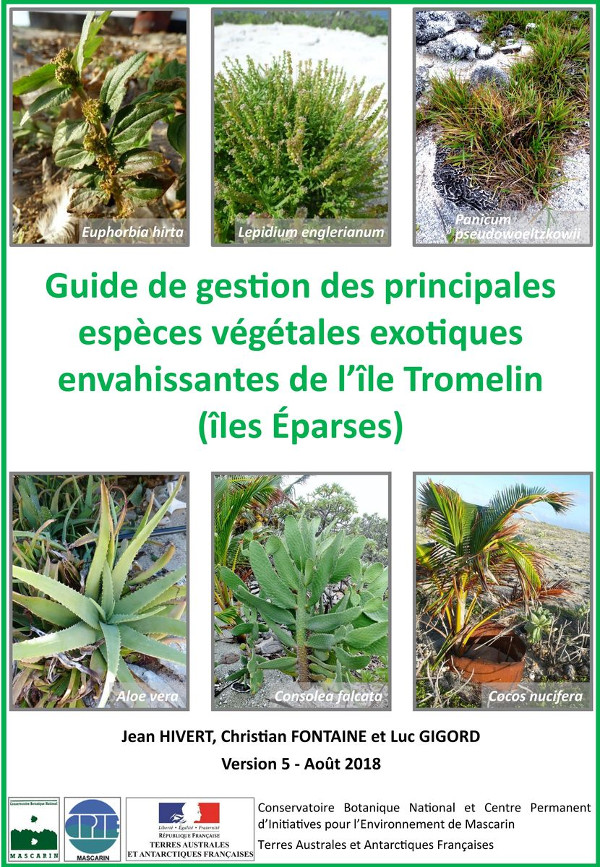 Euphorbia hirta
Lepidium englerianum
Panicum
pseudowoeltzkowii
Guide de gestion des principales
espèces végétales exotiques
envahissantes de l'île Tromelin
(îles Éparses)
Aloe vera
Consolea falcata
Cocos nucifera
Jean HIVERT, Christian FONTAINE et Luc GIGORD
Version 5 - Août 2018
Conservatoire Botanique National
MASCARIN
CPIE
MASCARIN
Liberté • Égalité • Fraternité
RÉPUBLIQUE FRANÇAISE
TERRES AUSTRALES
ET ANTARCTIQUES FRANÇAISES
Conservatoire Botanique National et Centre Permanent
d'Initiatives pour l'Environnement de Mascarin
Terres Australes et Antarctiques Françaises